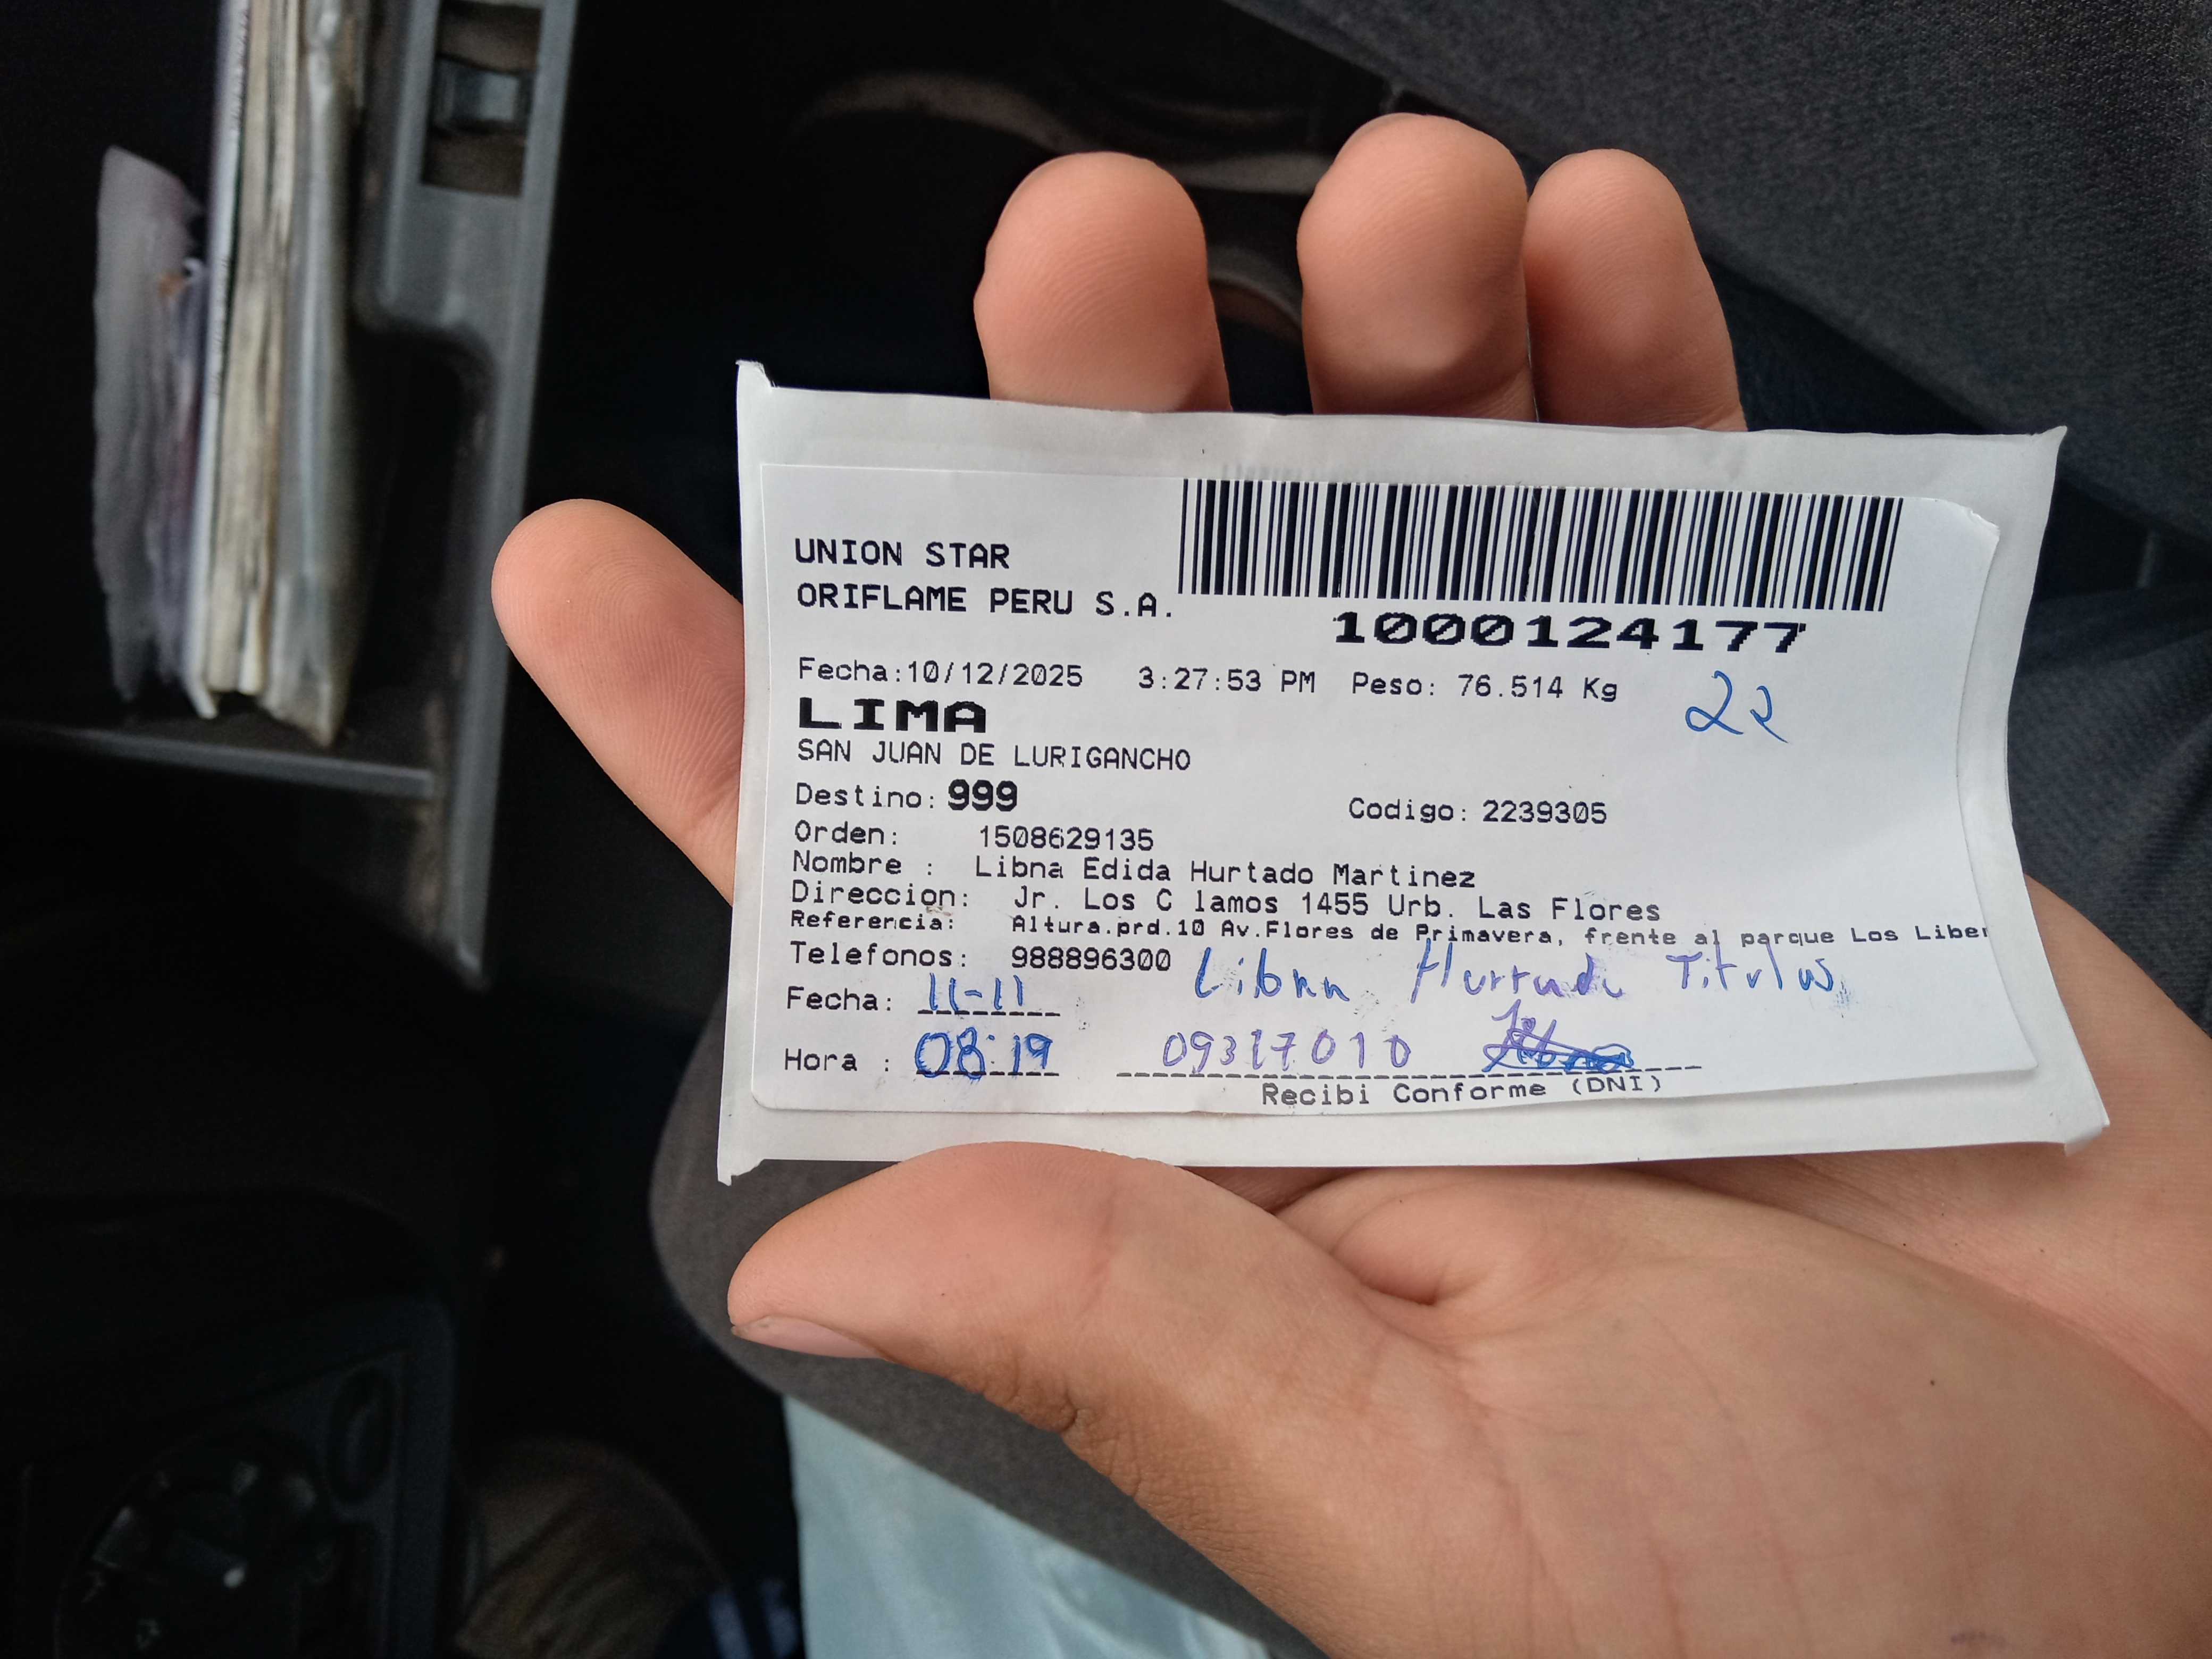 UNION STAR
ORIFLAME PERU S.A.
1000124177
Fecha:10/12/2025 3:27:53 PM Peso: 76.514 Kg
22
LIMA
SAN JUAN DE LURIGANCHO
Destino: 999 Codigo: 2239305
Orden: 1508629135
Nombre : Libna Edida Hurtado Martinez
Direccion: Jr. Los C lamos 1455 Urb. Las Flores
Referencia: Altura.prd.10 Av.Flores de Primavera, frente al parque Los Liber
Telefonos: 988896300 Libna Hurtado Titular
Fecha: 11-11
Hora : 08:19 09317010
Recibi Conforme (DNI)